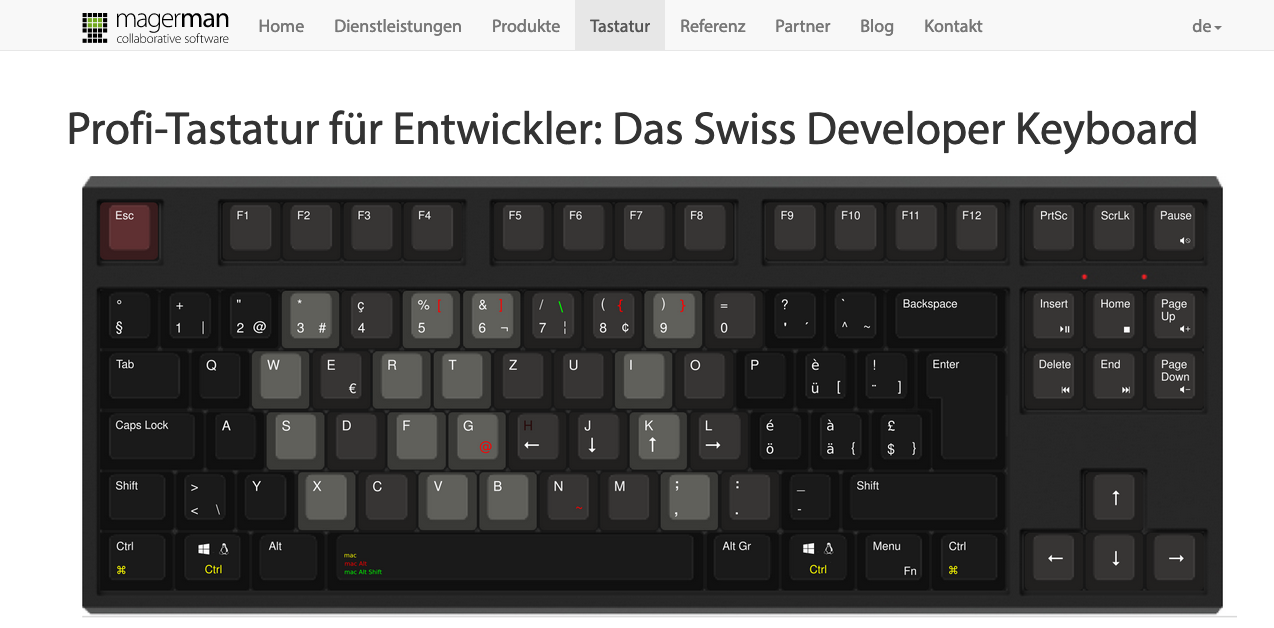 magerman
collaborative software
Home Dienstleistungen Produkte Tastatur Referenz Partner Blog Kontakt de
Profi-Tastatur für Entwickler: Das Swiss Developer Keyboard
Esc F1 F2 F3 F4 F5 F6 F7 F8 F9 F10 F11 F12 PrtSc ScrLk Pause
° + " * ç % [ & ] / \ ( { ) } = ? ` Backspace Insert Home Page Up
§ 1 | 2 @ 3 # 4 5 6 ¬ 7 ¦ 8 ¢ 9 0 ' ´ ^ ~
Tab Q W E R T Z U I O P è ! Enter Delete End Page Down
€ ü [ ¨ ]
Caps Lock A S D F G H J K L é à £
@ ← ↓ ↑ → ö ä { $ }
Shift > Y X C V B N M ; : _ Shift ↑
< \ ~ , . -
Ctrl Alt Alt Gr Menu Ctrl ← ↓ →
⌘ Ctrl Ctrl Fn ⌘
mac
mac Alt
mac Alt Shift